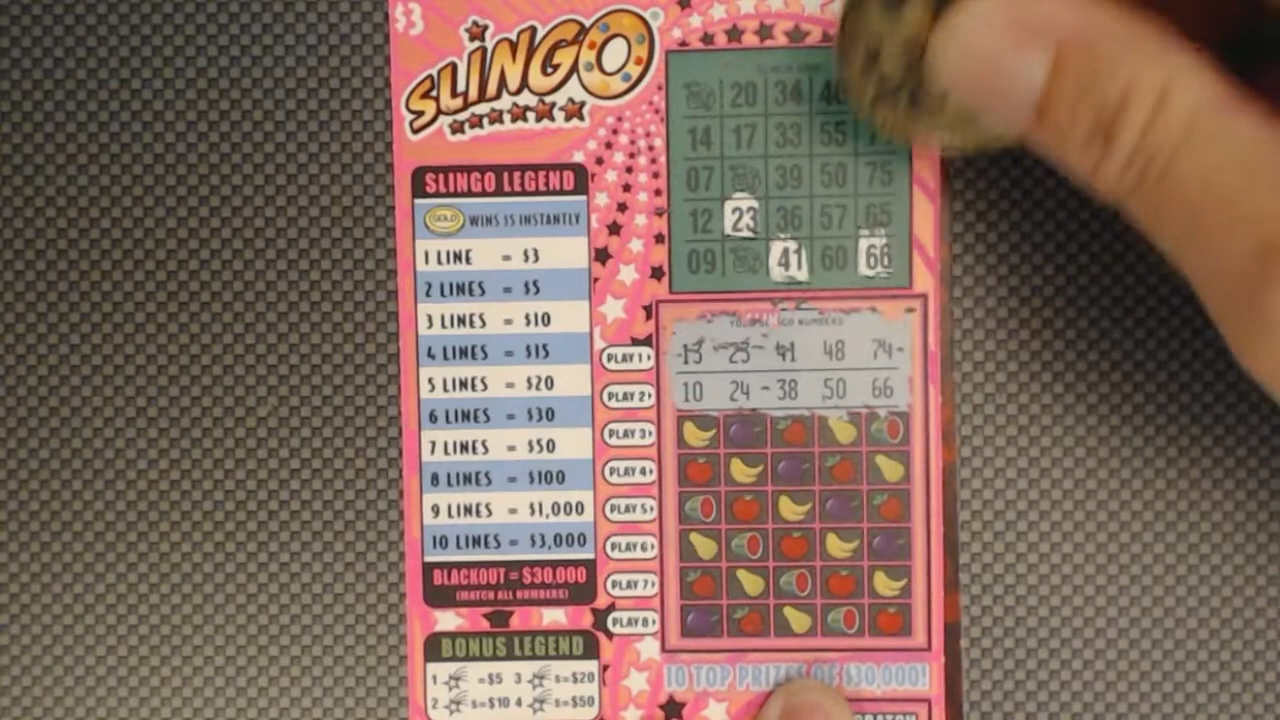 $3
SLINGO
SLINGO LEGEND
GOLD WINS $5 INSTANTLY
1 LINE = $3
2 LINES = $5
3 LINES = $10
4 LINES = $15
5 LINES = $20
6 LINES = $30
7 LINES = $50
8 LINES = $100
9 LINES = $1,000
10 LINES = $3,000
BLACKOUT = $30,000
(MATCH ALL NUMBERS)
BONUS LEGEND
1 =$5 3 s=$20
2 s=$10 4 s=$50
20 34
14 17 33 55
07 39 50 75
12 23 36 57 65
09 41 60 66
NUMBERS
PLAY 1 13 23 41 48 74
PLAY 2 10 24 38 50 66
PLAY 3
PLAY 4
PLAY 5
PLAY 6
PLAY 7
PLAY 8
10 TOP PRIZES OF $30,000!
SCRATCH